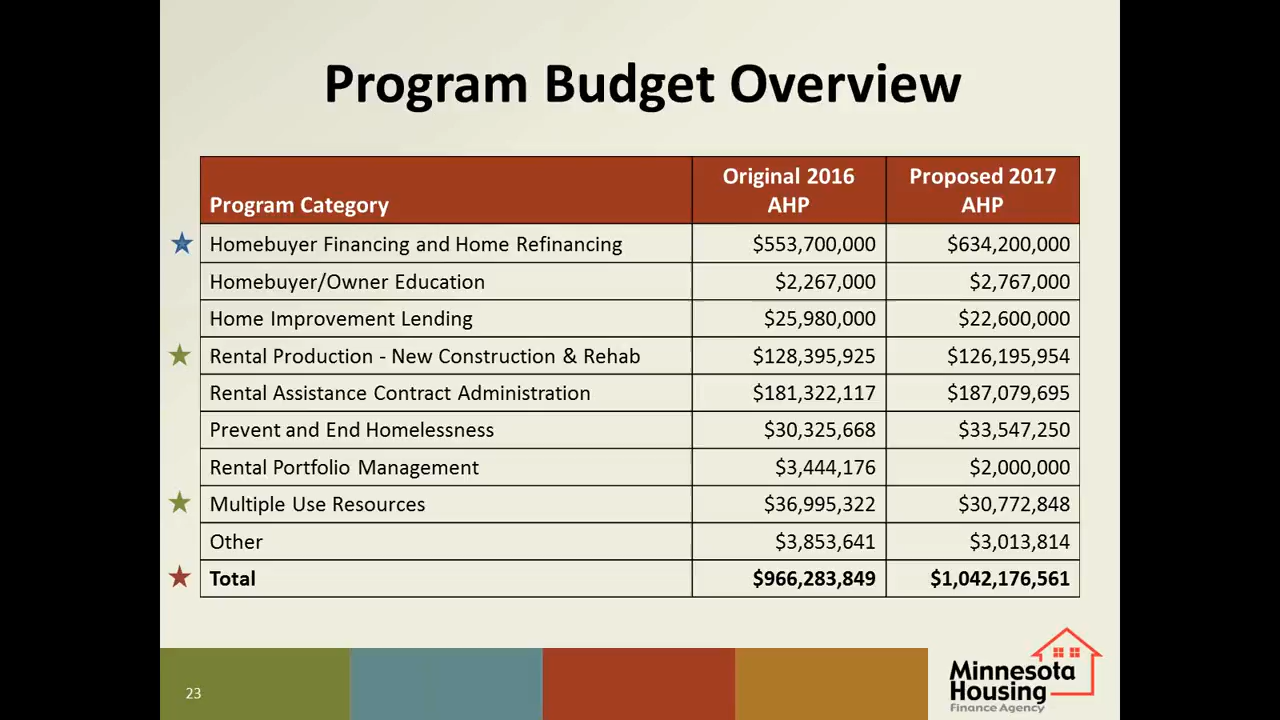 Program Budget Overview
Program Category
Original 2016
AHP
Proposed 2017
AHP
Homebuyer Financing and Home Refinancing $553,700,000 $634,200,000
Homebuyer/Owner Education $2,267,000 $2,767,000
Home Improvement Lending $25,980,000 $22,600,000
Rental Production - New Construction & Rehab $128,395,925 $126,195,954
Rental Assistance Contract Administration $181,322,117 $187,079,695
Prevent and End Homelessness $30,325,668 $33,547,250
Rental Portfolio Management $3,444,176 $2,000,000
Multiple Use Resources $36,995,322 $30,772,848
Other $3,853,641 $3,013,814
Total $966,283,849 $1,042,176,561
23
Minnesota
Housing
Finance Agency